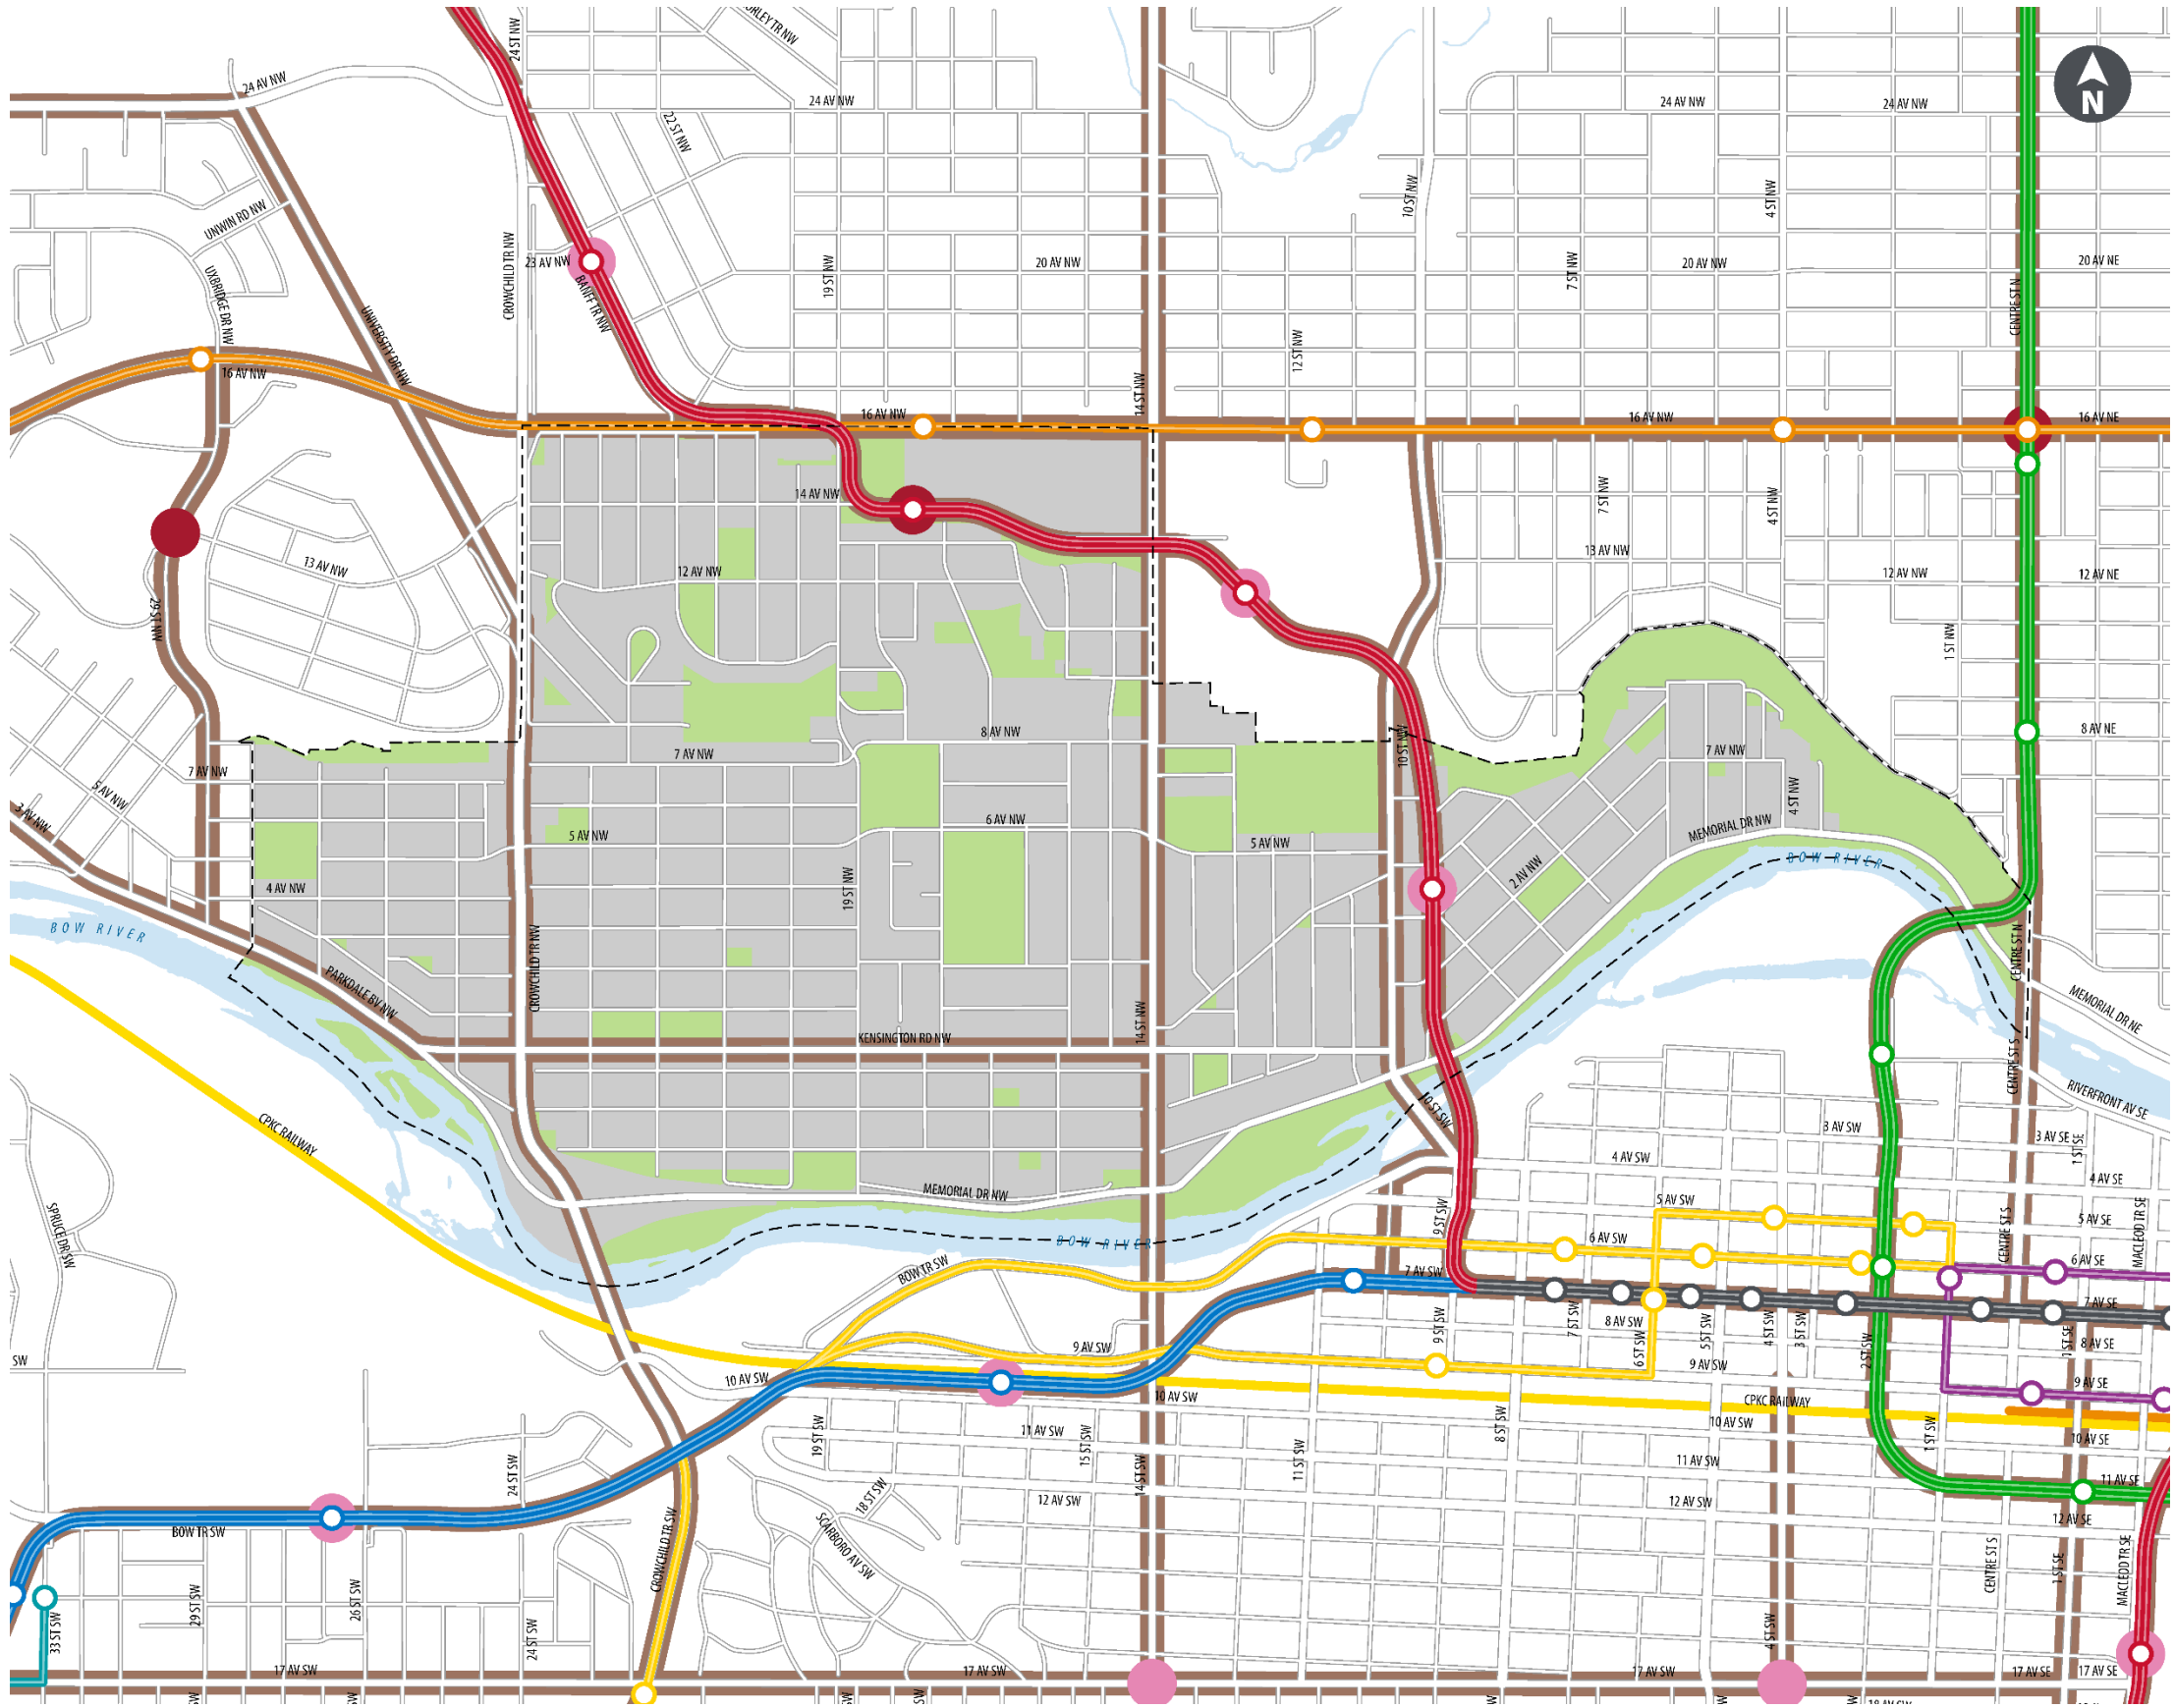 24 ST NW
MORLEY TR NW
N
24 AV NW
24 AV NW
24 AV NW
24 AV NW
22 ST NW
10 ST NW
4 ST NW
UNWIN RD NW
CROWCHILD TR NW
23 AV NW
BANFF TR NW
19 ST NW
20 AV NW
7 ST NW
20 AV NW
20 AV NE
CENTRE ST N
UXBRIDGE DR NW
UNIVERSITY DR NW
12 ST NW
14 ST NW
16 AV NW
16 AV NW
16 AV NW
16 AV NE
14 AV NW
7 ST NW
4 ST NW
13 AV NW
13 AV NW
12 AV NW
12 AV NW
12 AV NE
29 ST NW
1 ST NW
8 AV NW
8 AV NE
7 AV NW
7 AV NW
7 AV NW
10 ST NW
5 AV NW
3 AV NW
4 ST NW
6 AV NW
5 AV NW
5 AV NW
MEMORIAL DR NW
BOW RIVER
2 AV NW
4 AV NW
19 ST NW
BOW RIVER
CROWCHILD TR NW
CENTRE ST N
PARKDALE BV NW
14 ST NW
KENSINGTON RD NW
MEMORIAL DR NE
CENTRE ST S
RIVERFRONT AV SE
CPKC RAILWAY
10 ST SW
3 AV SW
3 AV SE
1 ST SE
4 AV SW
4 AV SE
MEMORIAL DR NW
SPRUCE DR SW
9 ST SW
5 AV SW
CENTRE ST S
5 AV SE
MACLEOD TR SE
BOW RIVER
6 AV SW
6 AV SE
BOW TR SW
7 AV SW
7 AV SE
9 ST SW
7 ST SW
8 AV SW
6 ST SW
5 ST SW
4 ST SW
3 ST SW
2 ST SW
1 ST SE
8 AV SE
9 AV SW
9 AV SW
SW
10 AV SW
10 AV SW
9 AV SE
CPKC RAILWAY
10 AV SW
10 AV SE
19 ST SW
11 AV SW
15 ST SW
11 ST SW
8 ST SW
1 ST SW
11 AV SW
11 AV SE
24 ST SW
14 ST SW
18 ST SW
12 AV SW
12 AV SW
12 AV SE
BOW TR SW
SCARBORO AV SW
CROWCHILD TR SW
CENTRE ST S
1 ST SE
MACLEOD TR SE
33 ST SW
29 ST SW
26 ST SW
24 ST SW
4 ST SW
17 AV SW
17 AV SW
17 AV SW
17 AV SE
17 AV SE